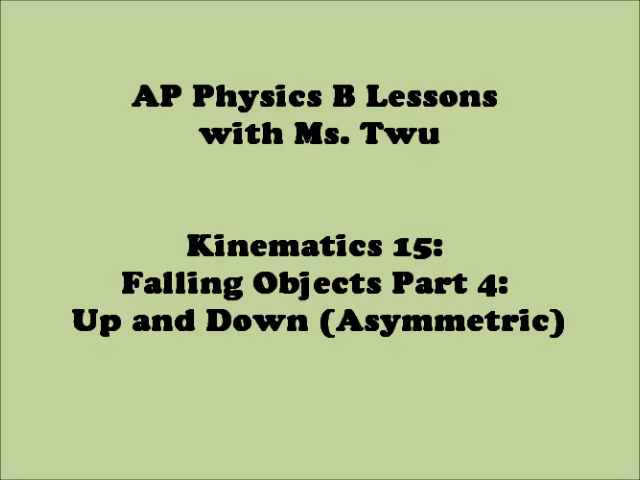 AP Physics B Lessons
with Ms. Twu
Kinematics 15:
Falling Objects Part 4:
Up and Down (Asymmetric)